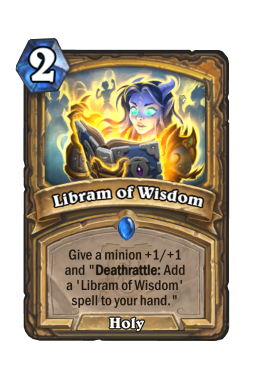 2
Libram of Wisdom
Give a minion +1/+1
and "Deathrattle: Add
a 'Libram of Wisdom'
spell to your hand."
Holy